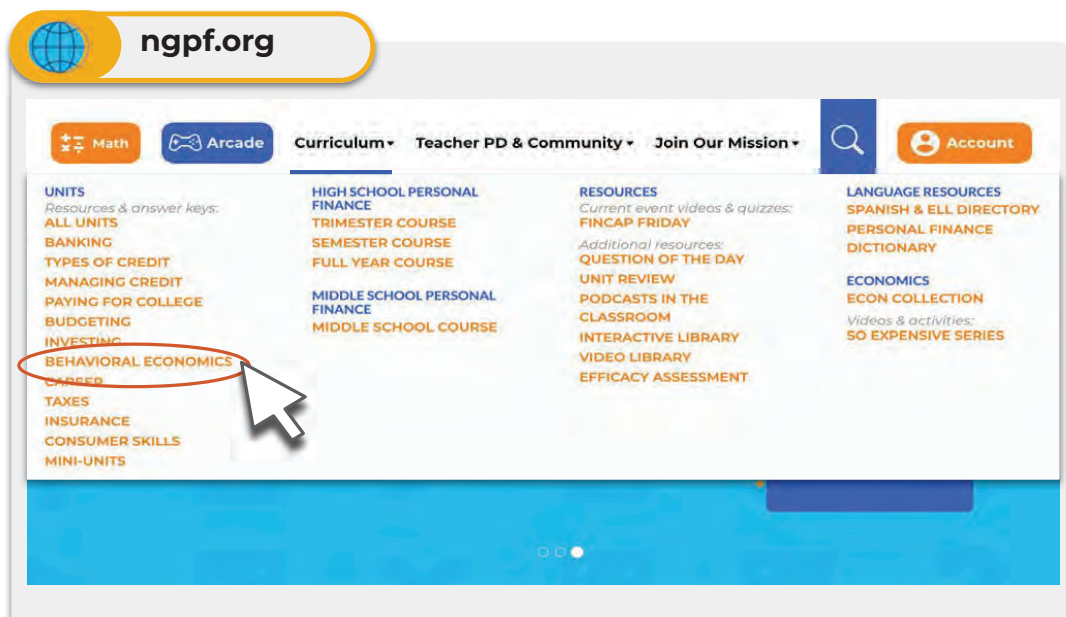 ngpf.org
Math
Arcade
Curriculum
Teacher PD & Community
Join Our Mission
Account
UNITS
Resources & answer keys:
ALL UNITS
BANKING
TYPES OF CREDIT
MANAGING CREDIT
PAYING FOR COLLEGE
BUDGETING
INVESTING
BEHAVIORAL ECONOMICS
CAREER
TAXES
INSURANCE
CONSUMER SKILLS
MINI-UNITS
HIGH SCHOOL PERSONAL
FINANCE
TRIMESTER COURSE
SEMESTER COURSE
FULL YEAR COURSE
MIDDLE SCHOOL PERSONAL
FINANCE
MIDDLE SCHOOL COURSE
RESOURCES
Current event videos & quizzes:
FINCAP FRIDAY
Additional resources:
QUESTION OF THE DAY
UNIT REVIEW
PODCASTS IN THE
CLASSROOM
INTERACTIVE LIBRARY
VIDEO LIBRARY
EFFICACY ASSESSMENT
LANGUAGE RESOURCES
SPANISH & ELL DIRECTORY
PERSONAL FINANCE
DICTIONARY
ECONOMICS
ECON COLLECTION
Videos & activities:
SO EXPENSIVE SERIES